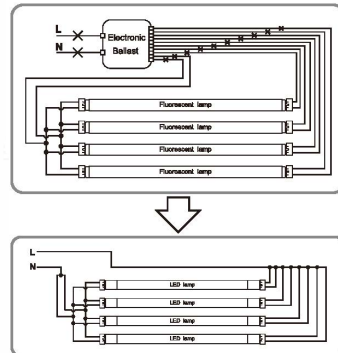 L
N
Electronic
Ballast
Fluorescent lamp
Fluorescent lamp
Fluorescent lamp
Fluorescent lamp
L
N
LED lamp
LED lamp
LED lamp
LED lamp